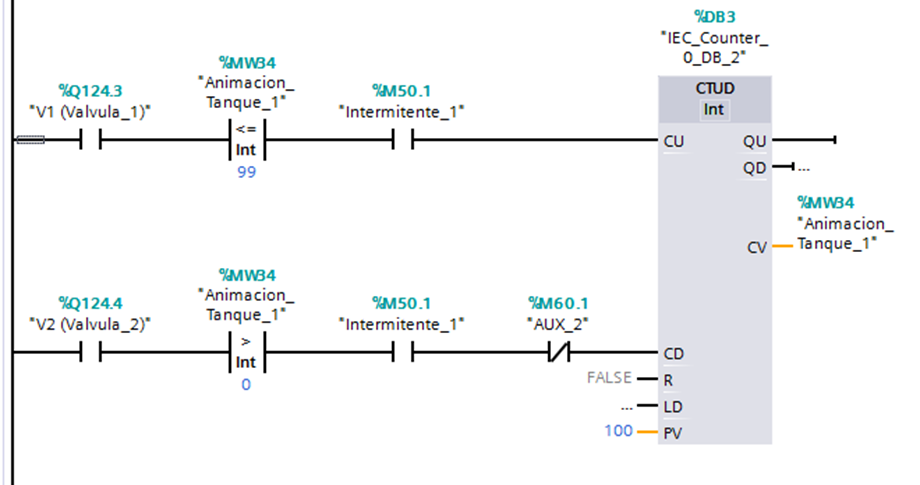 %DB3
"IEC_Counter_
0_DB_2"
%Q124.3
"V1 (Valvula_1)"
%MW34
"Animacion_
Tanque_1"
<=
Int
99
%M50.1
"Intermitente_1"
CTUD
Int
CU
QU
QD
...
CV
%MW34
"Animacion_
Tanque_1"
%Q124.4
"V2 (Valvula_2)"
%MW34
"Animacion_
Tanque_1"
>
Int
0
%M50.1
"Intermitente_1"
%M60.1
"AUX_2"
CD
FALSE
R
...
LD
100
PV